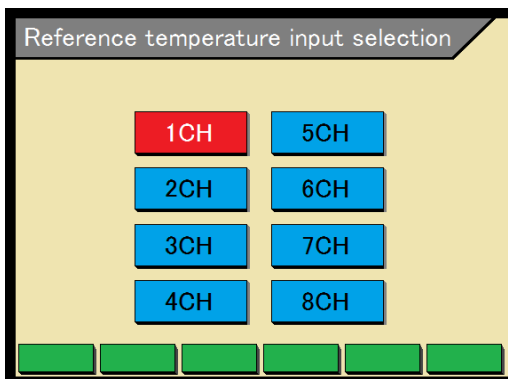 Reference temperature input selection
1CH
5CH
2CH
6CH
3CH
7CH
4CH
8CH